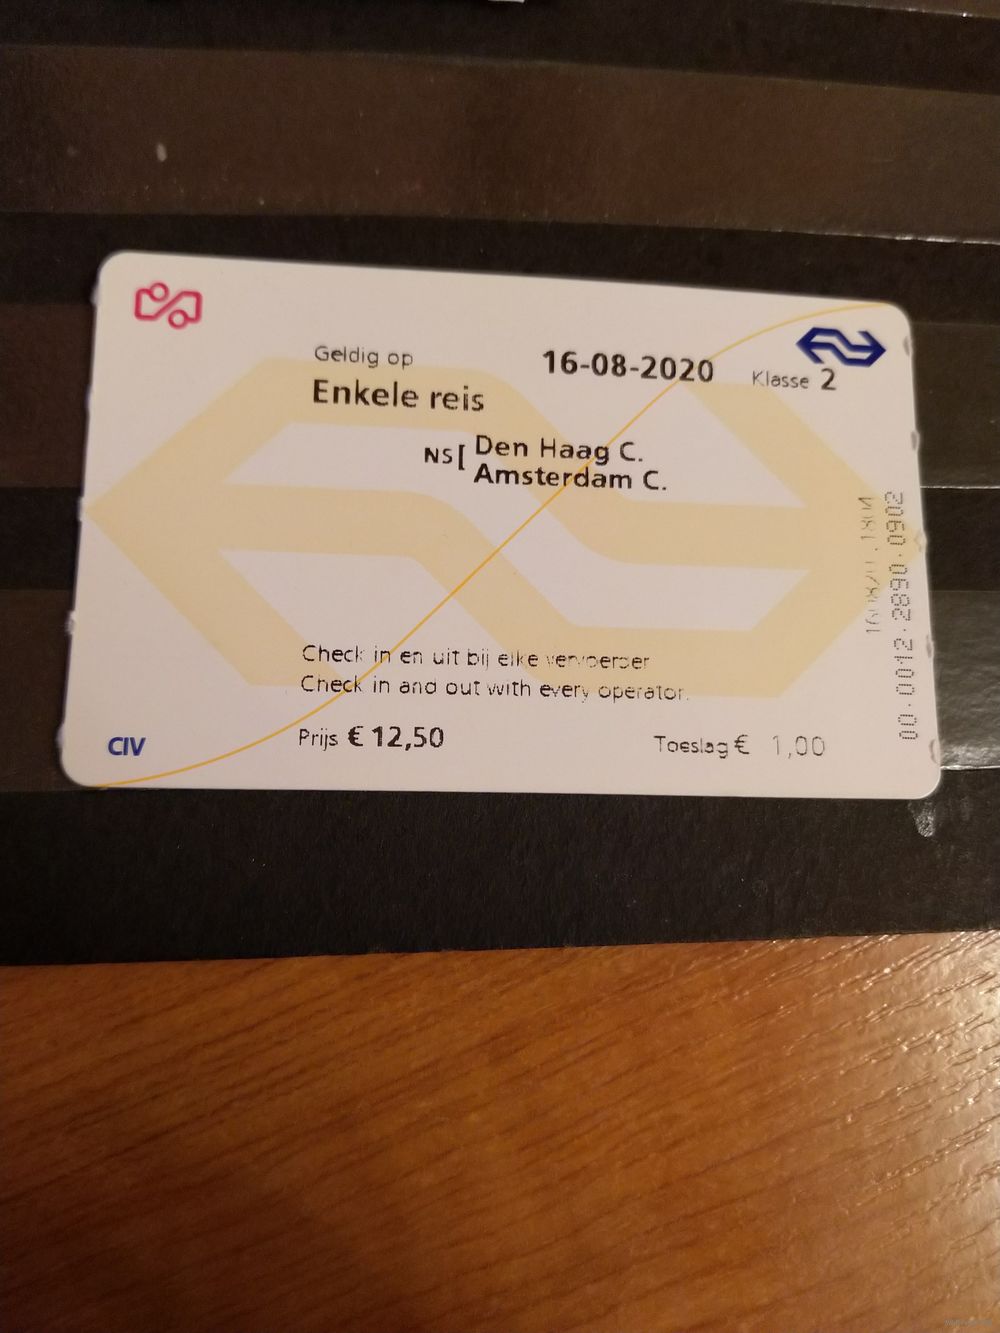 Geldig op 16-08-2020 Klasse 2
Enkele reis
NS[ Den Haag C.
Amsterdam C.
Check in en uit bij elke vervoerder
Check in and out with every operator.
CIV Prijs € 12,50 Toeslag € 1,00
160820.1804
00.0012.2890.0902